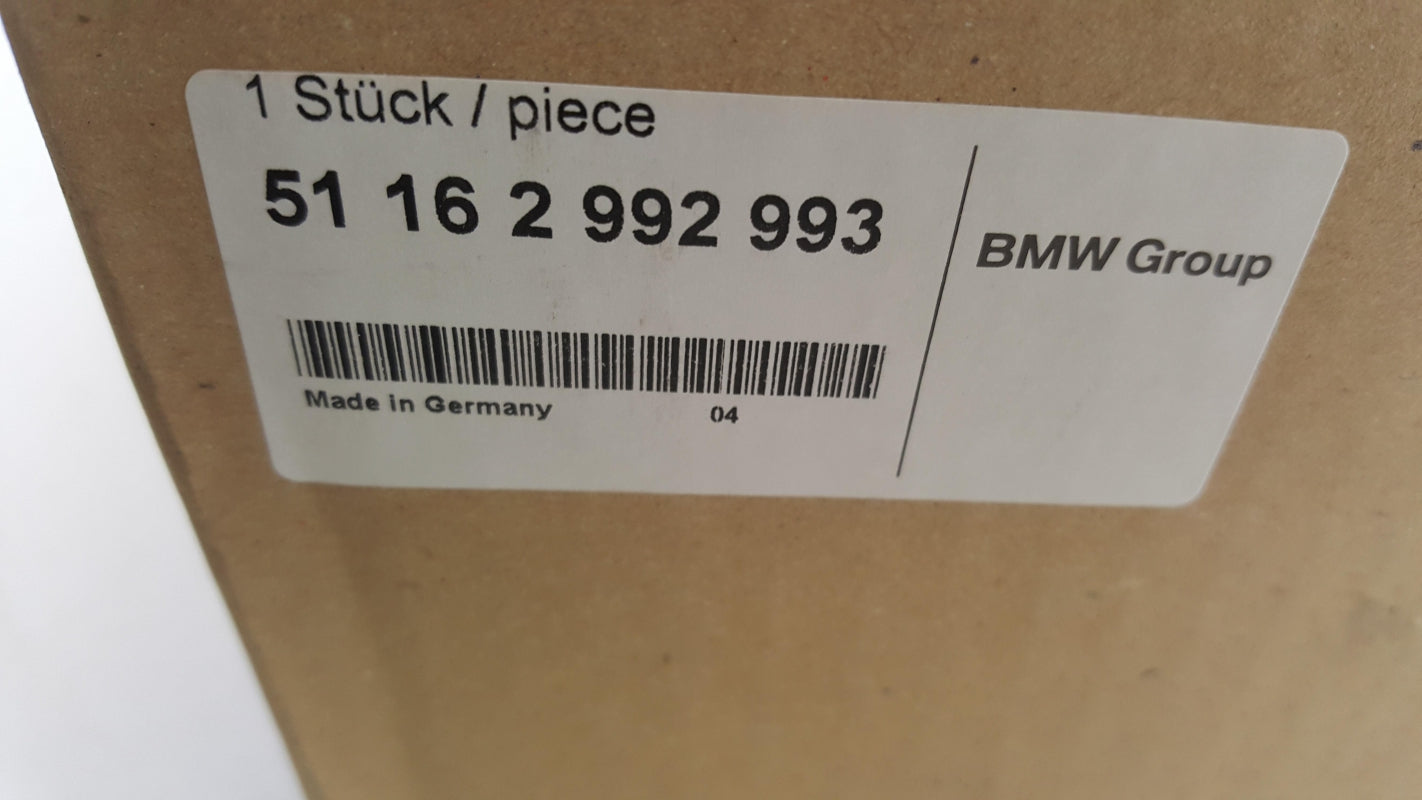 1 Stück / piece
51 16 2 992 993
BMW Group
Made in Germany 04